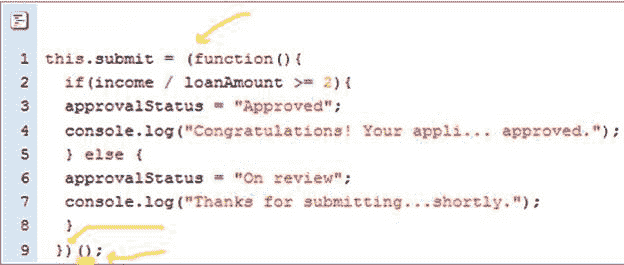 1 this.submit = (function(){
2 if(income / loanAmount >= 2){
3 approvalStatus = "Approved";
4 console.log("Congratulations! Your appli... approved.");
5 } else {
6 approvalStatus = "On review";
7 console.log("Thanks for submitting...shortly.");
8 }
9 })();